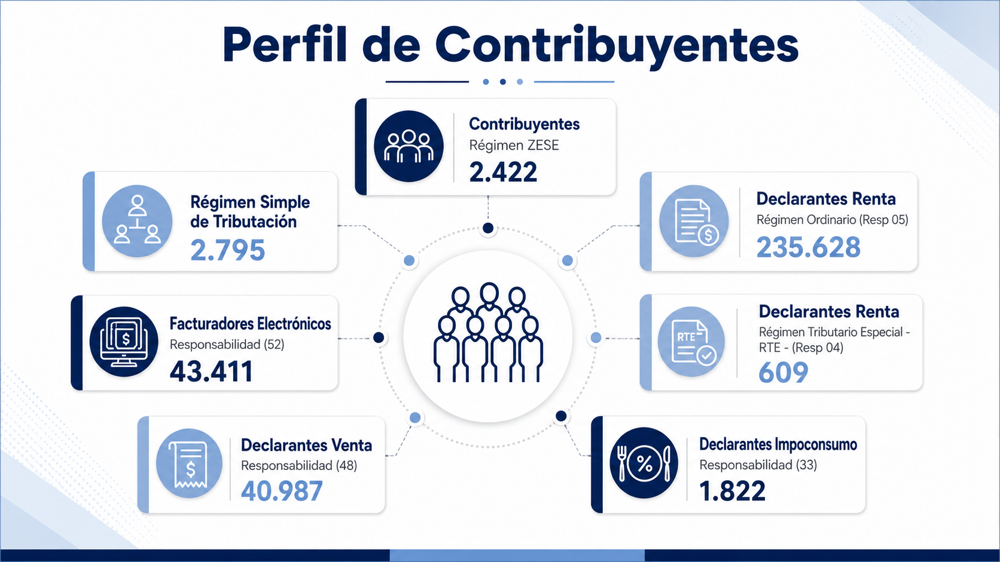 Perfil de Contribuyentes
Contribuyentes
Régimen ZESE
2.422
Régimen Simple
de Tributación
2.795
Declarantes Renta
Régimen Ordinario (Resp 05)
$
235.628
Facturadores Electrónicos
$
Responsabilidad (52)
43.411
Declarantes Renta
RTE
Régimen Tributario Especial -
RTE - (Resp 04)
609
Declarantes Venta
$
Responsabilidad (48)
40.987
Declarantes Impoconsumo
%
Responsabilidad (33)
1.822